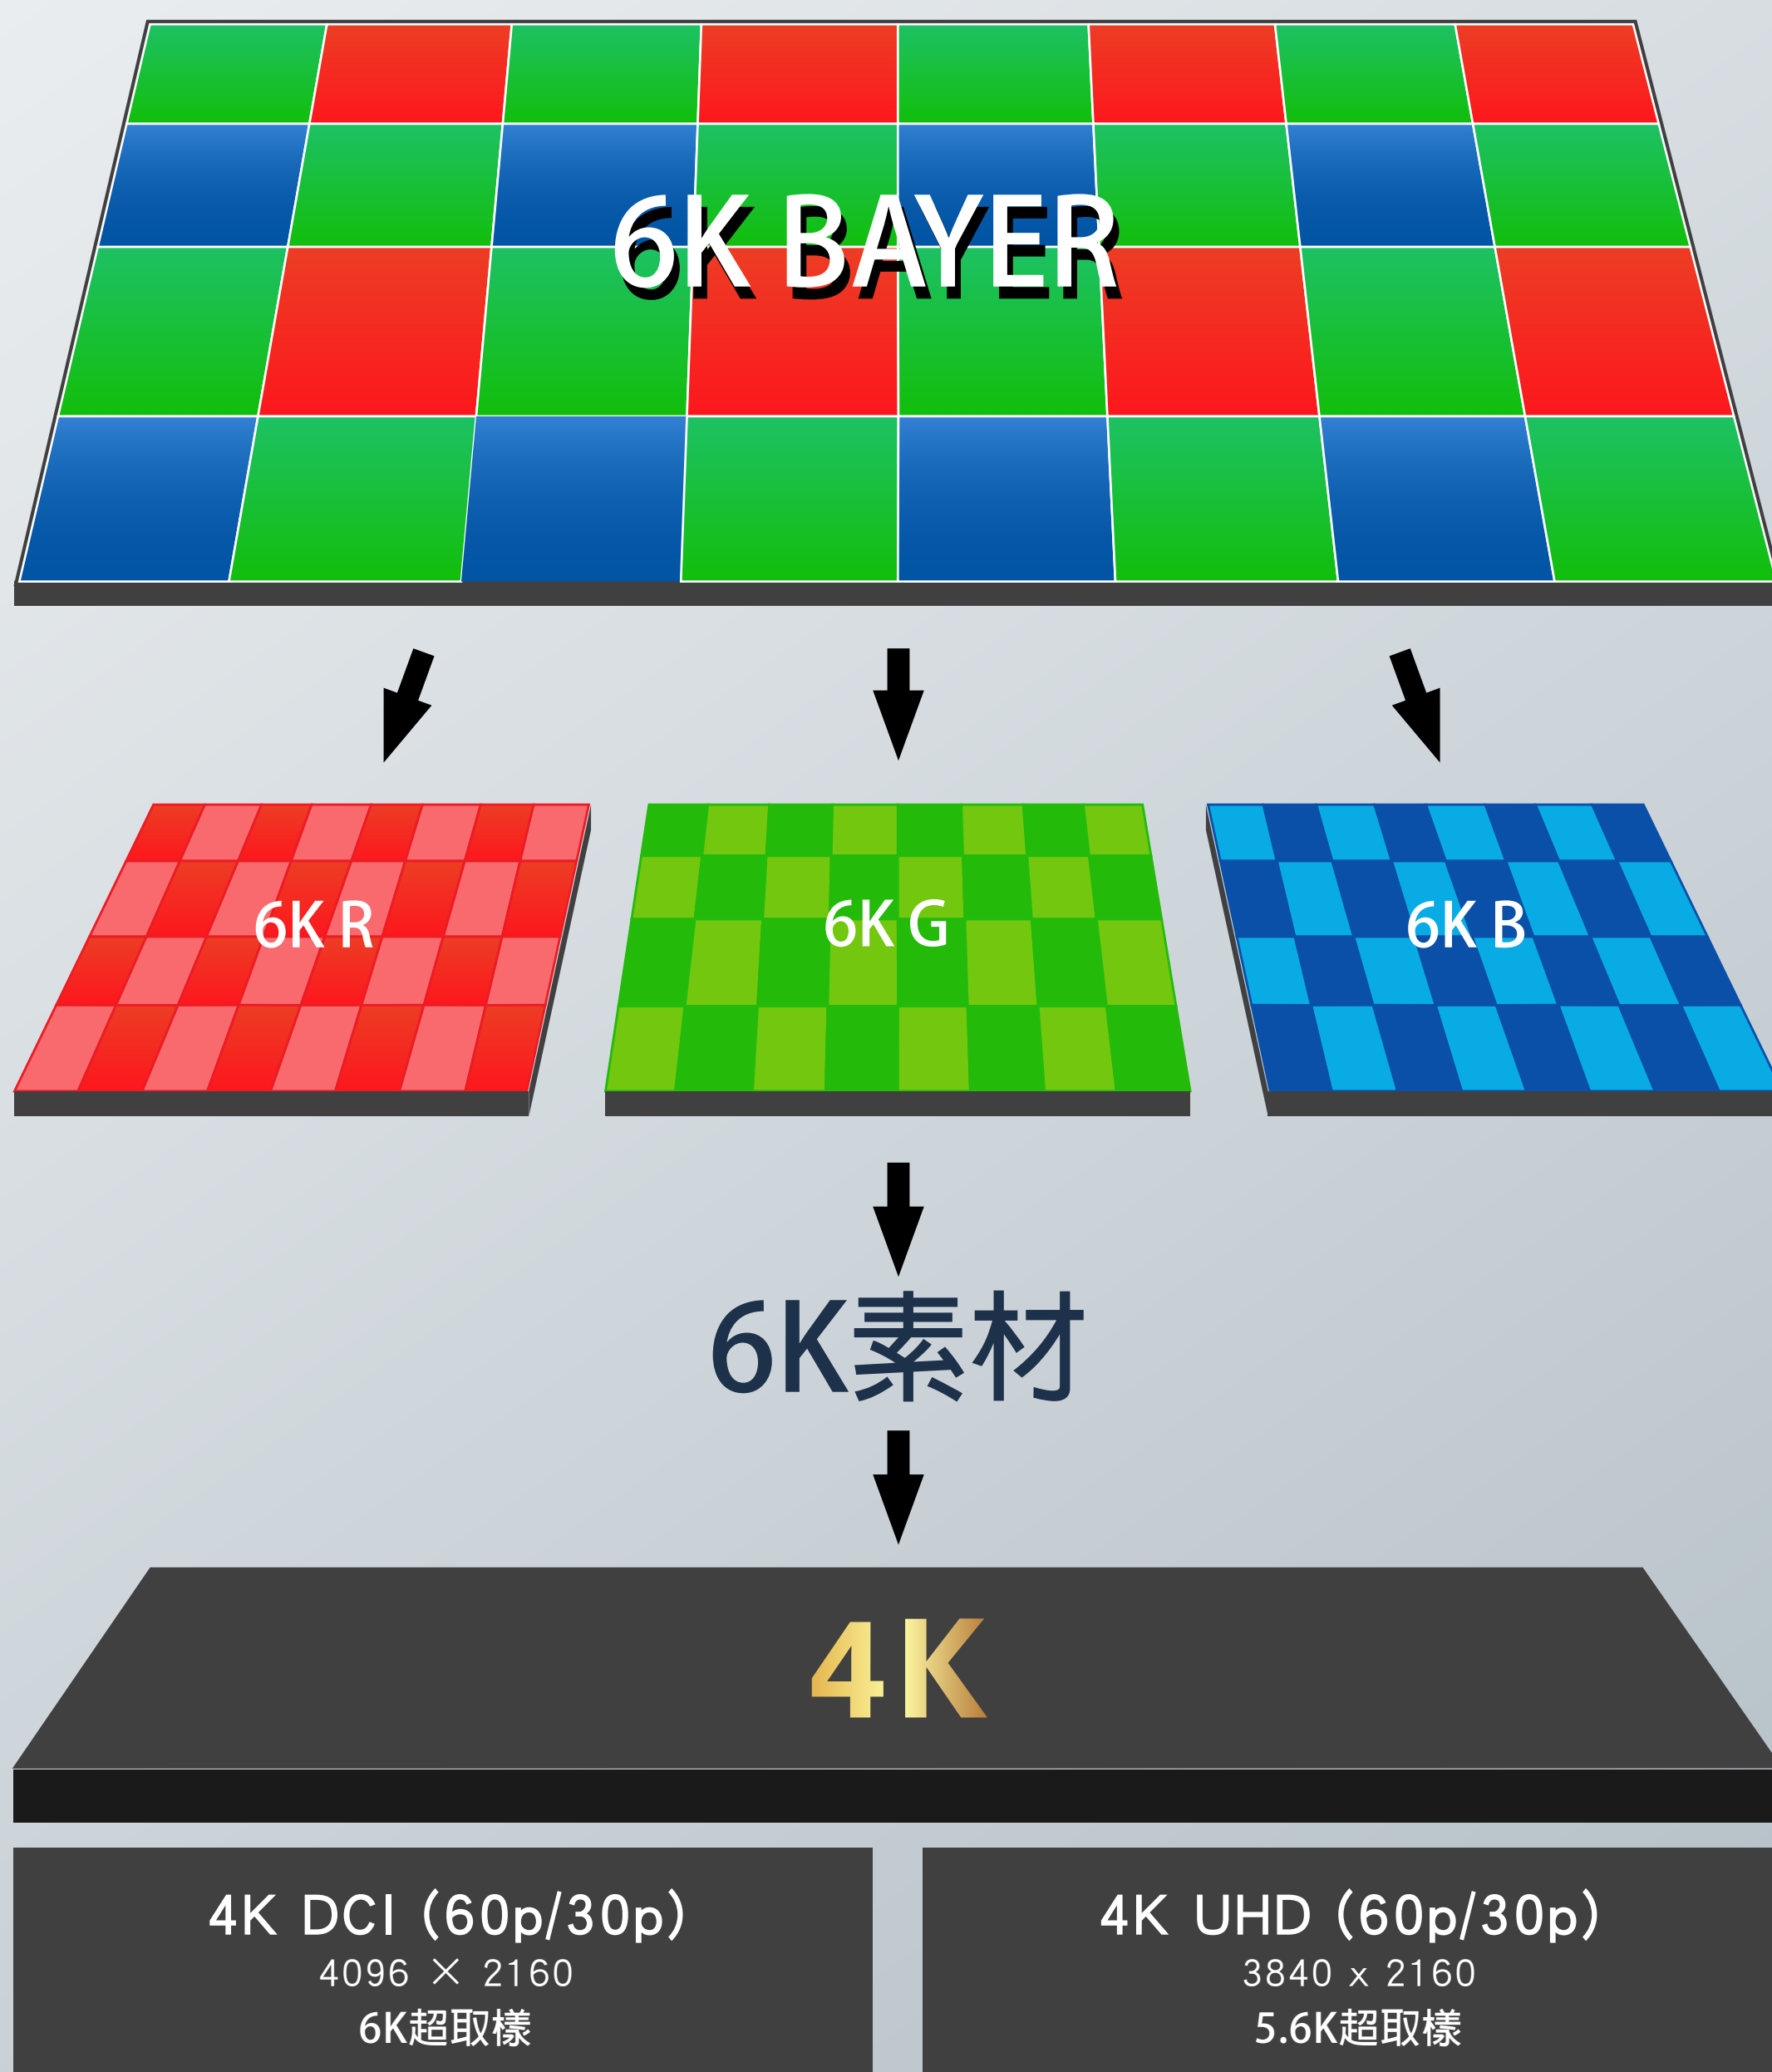 6K BAYER
6K R
6K G
6K B
6K素材
4K
4K DCI (60p/30p)
4096 × 2160
6K超取樣
4K UHD (60p/30p)
3840 x 2160
5.6K超取樣